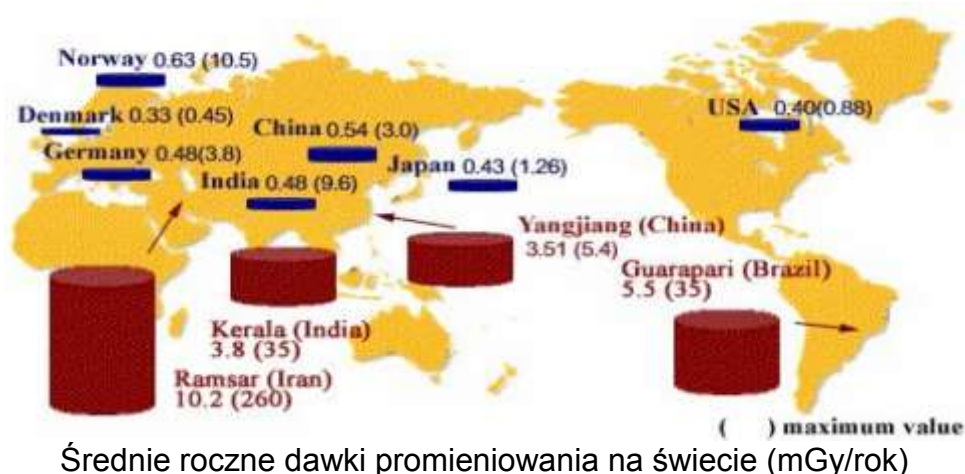 Norway 0.63 (10.5)
Denmark 0.33 (0.45)
Germany 0.48(3.8)
China 0.54 (3.0)
India 0.48 (9.6)
Japan 0.43 (1.26)
USA 0.40(0.88)
Yangjiang (China)
3.51 (5.4)
Guarapari (Brazil)
5.5 (35)
Kerala (India)
3.8 (35)
Ramsar (Iran)
10.2 (260)
( ) maximum value
Średnie roczne dawki promieniowania na świecie (mGy/rok)